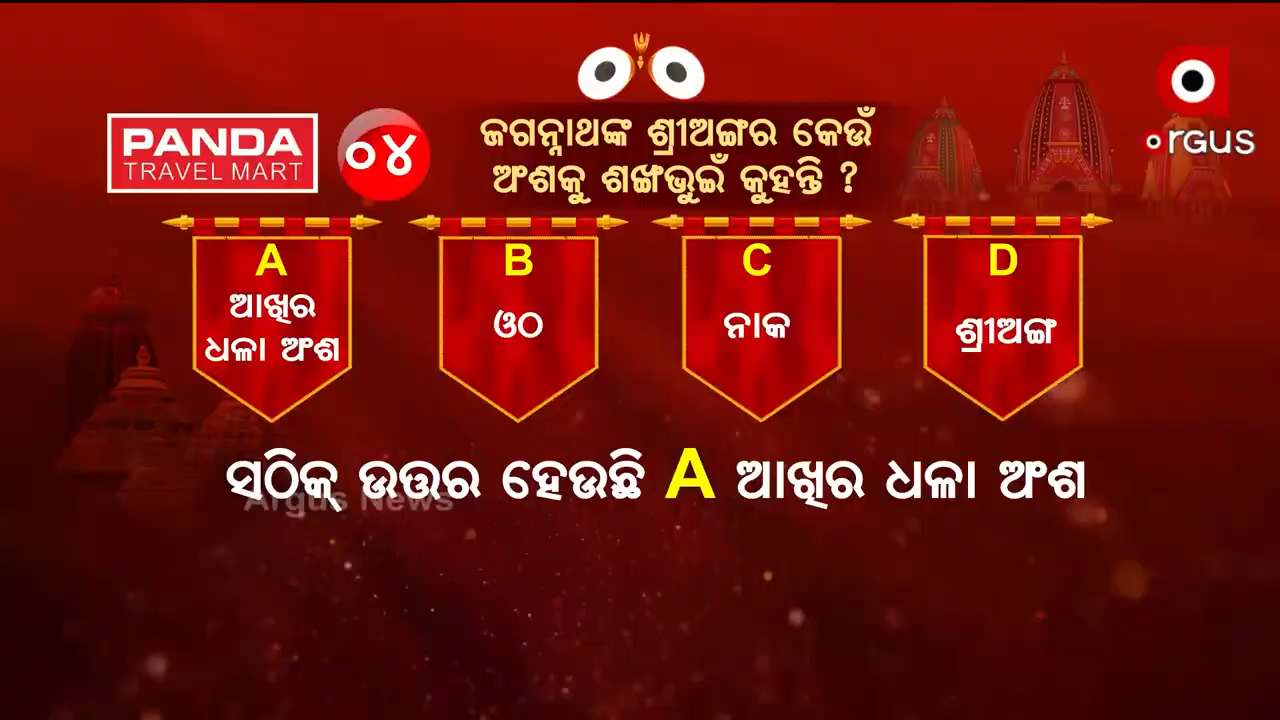 PANDA
TRAVEL MART
୦୪
ଜଗନ୍ନାଥଙ୍କ ଶ୍ରୀଅଙ୍ଗର କେଉଁ
ଅଂଶକୁ ଶଙ୍ଖଭୁଇଁ କୁହନ୍ତି ?
argus
A
ଆଖିର
ଧଳା ଅଂଶ
B
ଓଠ
C
ନାକ
D
ଶ୍ରୀଅଙ୍ଗ
ସଠିକ୍ ଉତ୍ତର ହେଉଛି A ଆଖିର ଧଳା ଅଂଶ
Argus News